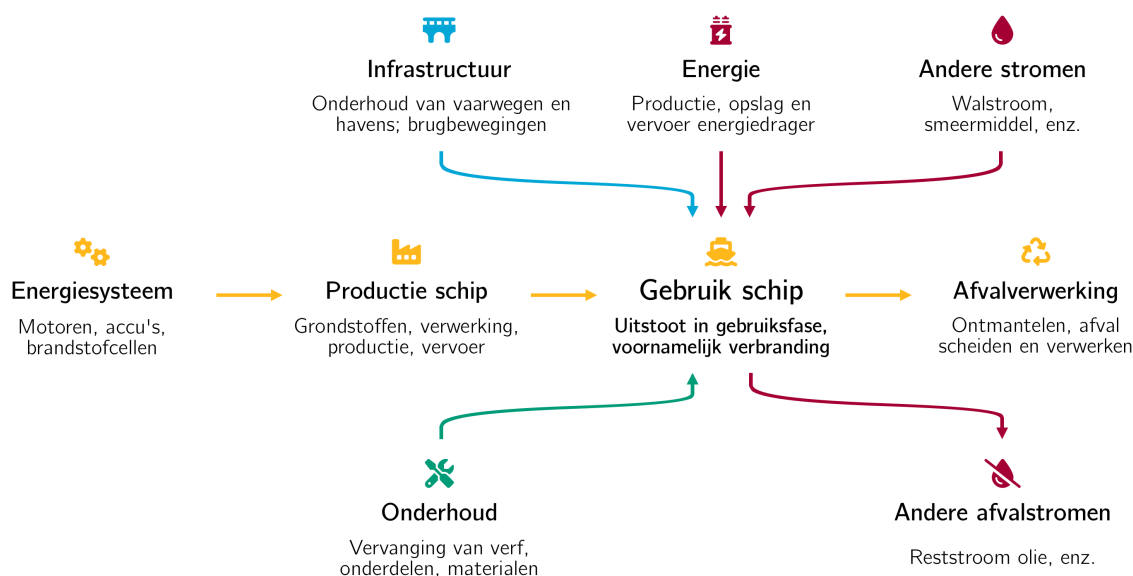 Infrastructuur
Onderhoud van vaarwegen en
havens; brugbewegingen
Energie
Productie, opslag en
vervoer energiedrager
Andere stromen
Walstroom,
smeermiddel, enz.
Energiesysteem
Motoren, accu's,
brandstofcellen
Productie schip
Grondstoffen, verwerking,
productie, vervoer
Gebruik schip
Uitstoot in gebruiksfase,
voornamelijk verbranding
Afvalverwerking
Ontmantelen, afval
scheiden en verwerken
Onderhoud
Vervanging van verf,
onderdelen, materialen
Andere afvalstromen
Reststroom olie, enz.